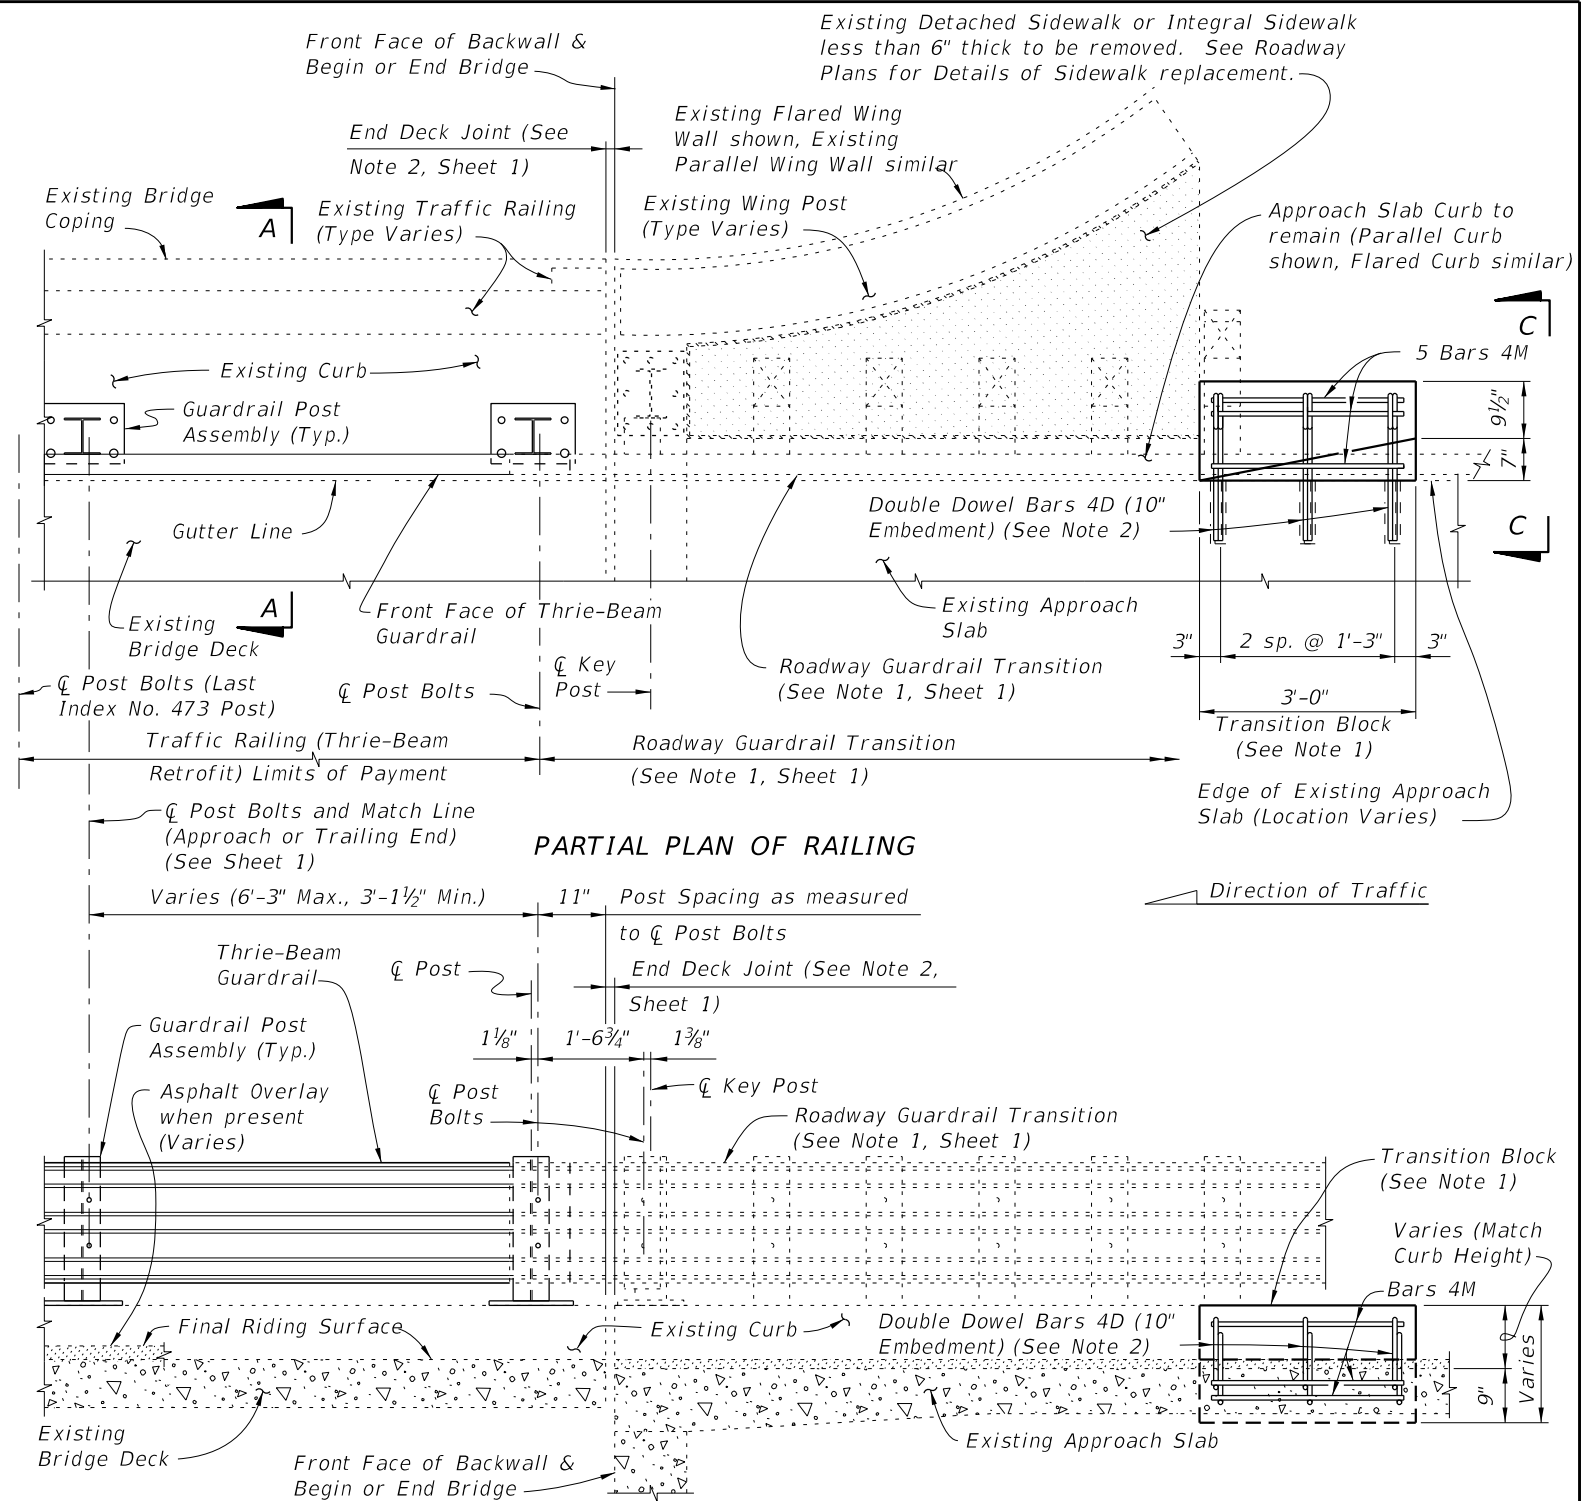 Existing Detached Sidewalk or Integral Sidewalk
less than 6" thick to be removed.  See Roadway
Plans for Details of Sidewalk replacement.
Front Face of Backwall &
Begin or End Bridge
Existing Flared Wing
Wall shown, Existing
Parallel Wing Wall similar
End Deck Joint (See
Note 2, Sheet 1)
Existing Bridge
Coping
A
Existing Traffic Railing
(Type Varies)
Existing Wing Post
(Type Varies)
Approach Slab Curb to
remain (Parallel Curb
shown, Flared Curb similar)
C
5 Bars 4M
Existing Curb
Guardrail Post
Assembly (Typ.)
9½"
7"
Double Dowel Bars 4D (10"
Embedment) (See Note 2)
C
Gutter Line
A
Existing
Bridge Deck
Front Face of Thrie-Beam
Guardrail
Existing Approach
Slab
3"
2 sp. @ 1'-3"
3"
℄ Key
Post
Roadway Guardrail Transition
(See Note 1, Sheet 1)
℄ Post Bolts (Last
Index No. 473 Post)
℄ Post Bolts
3'-0"
Transition Block
(See Note 1)
Traffic Railing (Thrie-Beam
Retrofit) Limits of Payment
Roadway Guardrail Transition
(See Note 1, Sheet 1)
Edge of Existing Approach
Slab (Location Varies)
℄ Post Bolts and Match Line
(Approach or Trailing End)
(See Sheet 1)
PARTIAL PLAN OF RAILING
Varies (6'-3" Max., 3'-1½" Min.)
11"
Post Spacing as measured
to ℄ Post Bolts
Direction of Traffic
Thrie-Beam
Guardrail
℄ Post
End Deck Joint (See Note 2,
Sheet 1)
Guardrail Post
Assembly (Typ.)
1⅛"
1'-6¾"
1⅜"
Asphalt Overlay
when present
(Varies)
℄ Post
Bolts
℄ Key Post
Roadway Guardrail Transition
(See Note 1, Sheet 1)
Transition Block
(See Note 1)
Varies (Match
Curb Height)
Bars 4M
Final Riding Surface
Existing Curb
Double Dowel Bars 4D (10"
Embedment) (See Note 2)
9"
Varies
Existing
Bridge Deck
Existing Approach Slab
Front Face of Backwall &
Begin or End Bridge